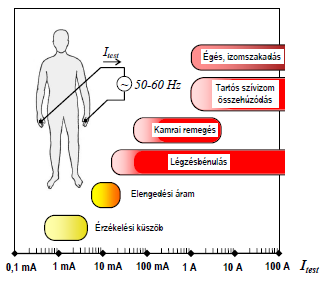 I_test
50-60 Hz
Égés, izomszakadás
Tartós szívizom
összehúzódás
Kamrai remegés
Légzésbénulás
Elengedési áram
Érzékelési küszöb
0,1 mA 1 mA 10 mA 100 mA 1 A 10 A 100 A I_test